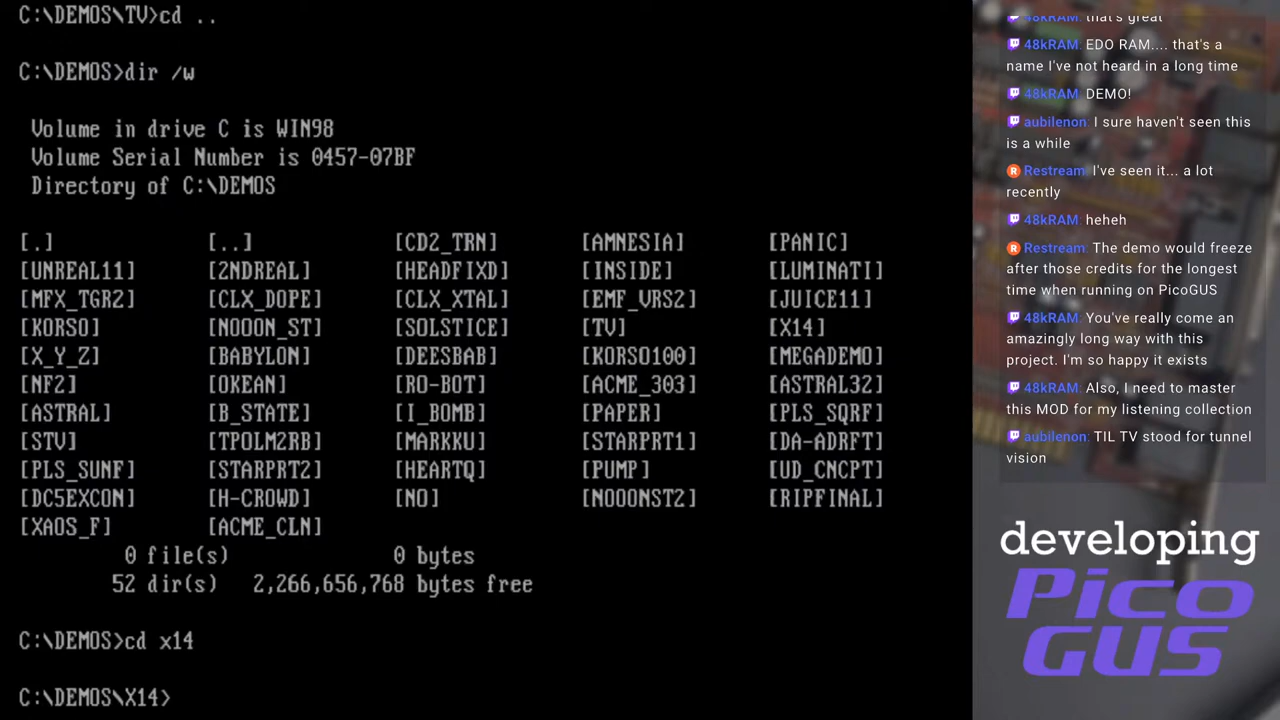 C:\DEMOS\TV>cd ..
C:\DEMOS>dir /w
Volume in drive C is WIN98
Volume Serial Number is 0457-07BF
Directory of C:\DEMOS
[.] [..] [CD2_TRN] [AMNESIA] [PANIC]
[UNREAL11] [2NDREAL] [HEADFIXD] [INSIDE] [LUMINATI]
[MFX_TGR2] [CLX_DOPE] [CLX_XTAL] [EMF_VRS2] [JUICE11]
[KORSO] [NOOON_ST] [SOLSTICE] [TV] [X14]
[X_Y_Z] [BABYLON] [DEESBAB] [KORSO100] [MEGADEMO]
[NF2] [OKEAN] [RO-BOT] [ACME_303] [ASTRAL32]
[ASTRAL] [B_STATE] [I_BOMB] [PAPER] [PLS_SQRF]
[STV] [TPOLM2RB] [MARKKU] [STARPRT1] [DA-ADRFT]
[PLS_SUNF] [STARPRT2] [HEARTQ] [PUMP] [UD_CNCPT]
[DC5EXCON] [H-CROWD] [NO] [NOOONST2] [RIPFINAL]
[XAOS_F] [ACME_CLN]
0 file(s) 0 bytes
52 dir(s) 2,266,656,768 bytes free
C:\DEMOS>cd x14
C:\DEMOS\X14>
48kRAM: that's great
48kRAM: EDO RAM.... that's a
name I've not heard in a long time
48kRAM: DEMO!
aubilenon: I sure haven't seen this
is a while
Restream: I've seen it... a lot
recently
48kRAM: heheh
Restream: The demo would freeze
after those credits for the longest
time when running on PicoGUS
48kRAM: You've really come an
amazingly long way with this
project. I'm so happy it exists
48kRAM: Also, I need to master
this MOD for my listening collection
aubilenon: TIL TV stood for tunnel
vision
developing
PicoGUS